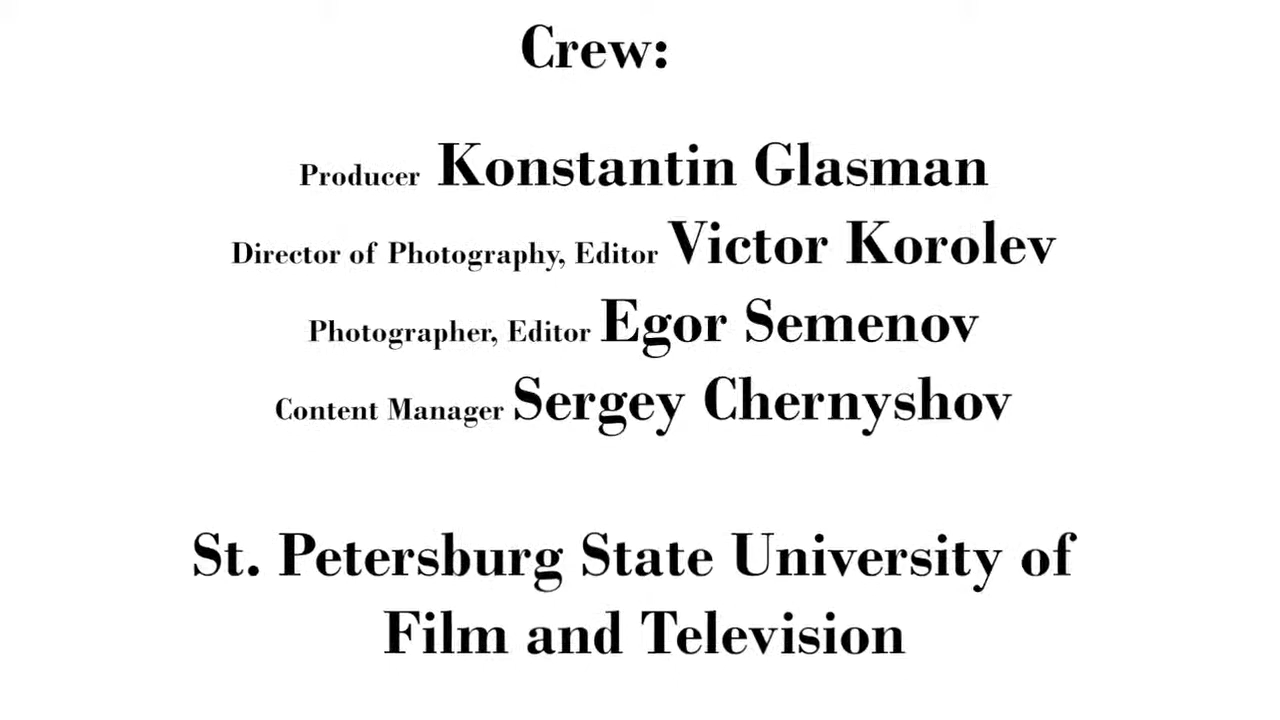 Crew:
Producer Konstantin Glasman
Director of Photography, Editor Victor Korolev
Photographer, Editor Egor Semenov
Content Manager Sergey Chernyshov
St. Petersburg State University of
Film and Television